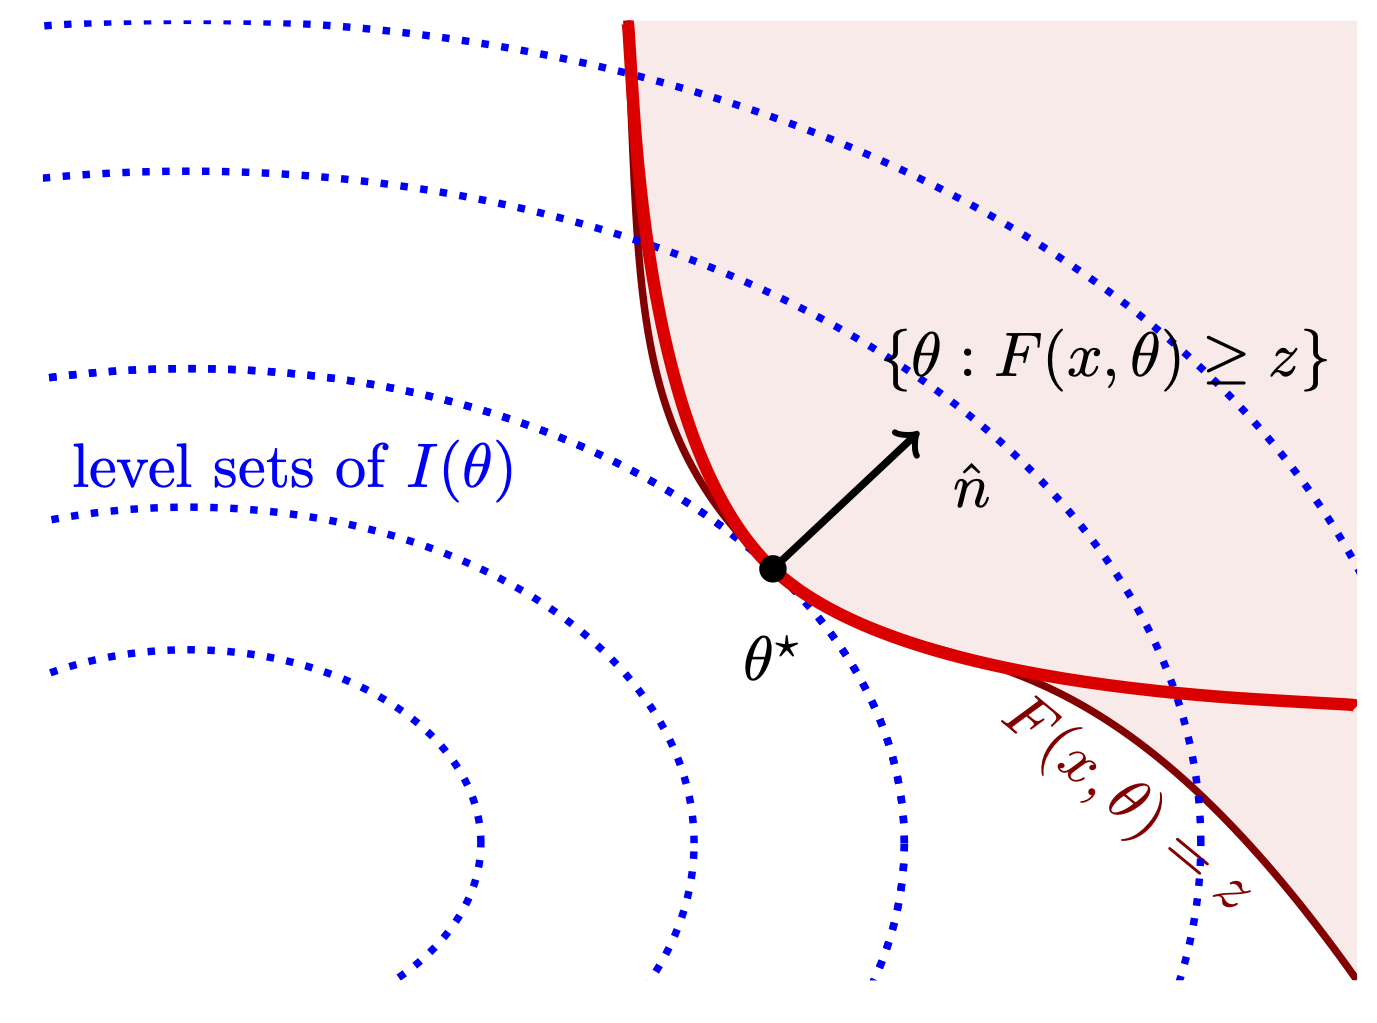 {θ : F(x, θ) ≥ z}
level sets of I(θ)
n̂
θ⋆
F(x, θ) = z